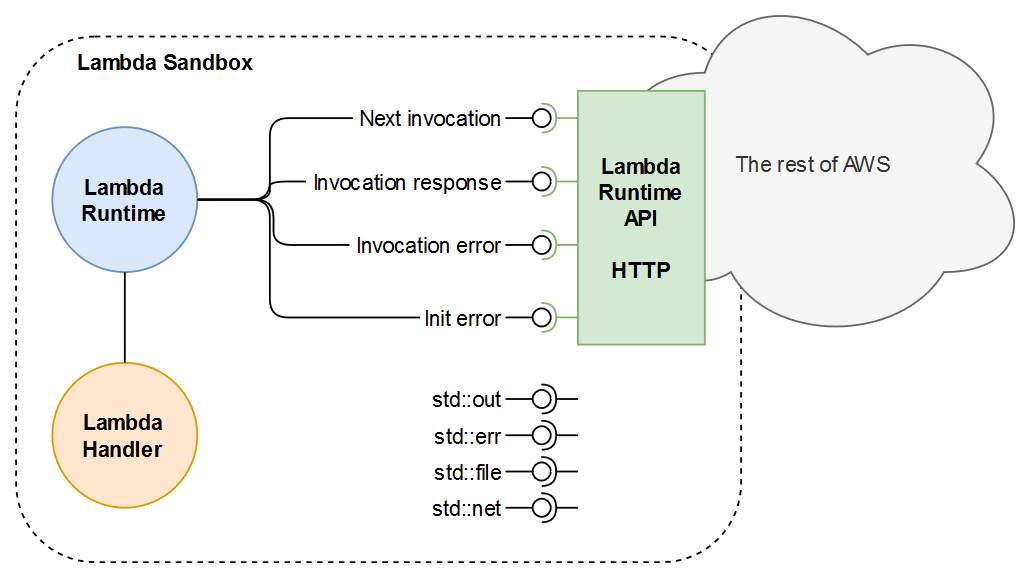 Lambda Sandbox
Next invocation
Invocation response
Invocation error
Init error
Lambda
Runtime
Lambda
Runtime
API
HTTP
The rest of AWS
Lambda
Handler
std::out
std::err
std::file
std::net